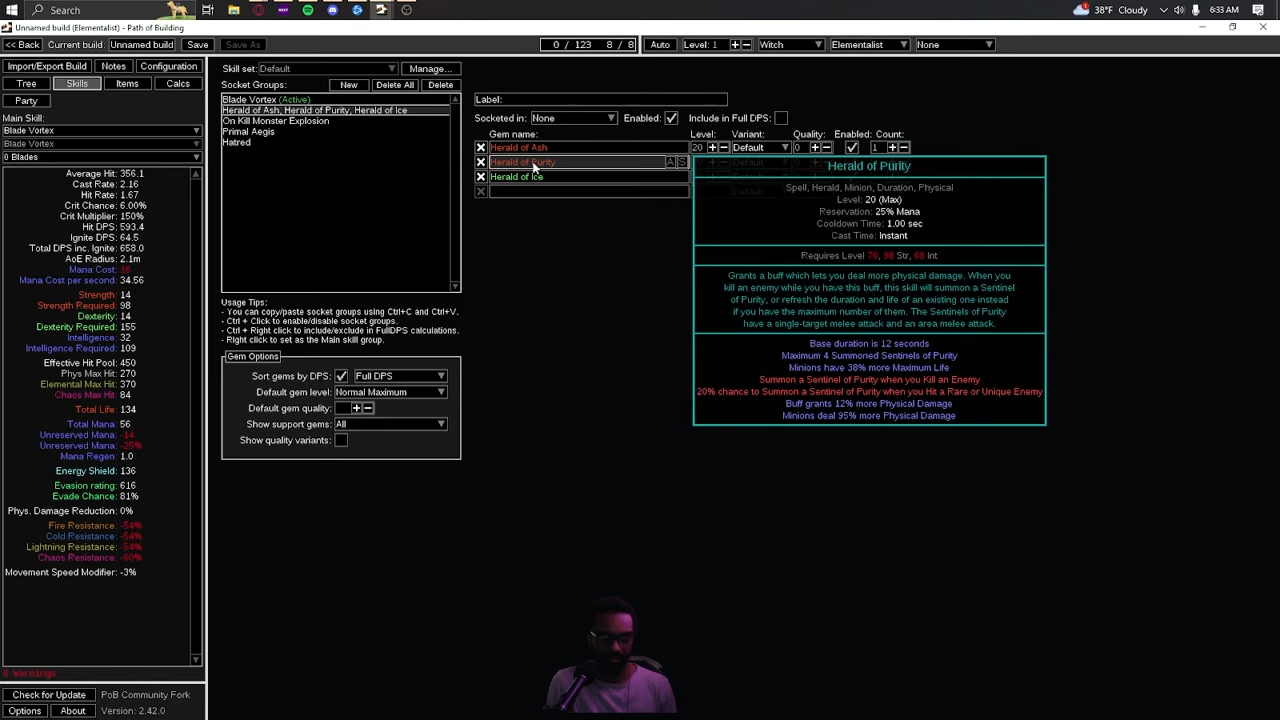 Search
38°F Cloudy
6:33 AM
Unnamed build (Elementalist) - Path of Building
<< Back
Current build:
Unnamed build
Save
Save As
0 / 123 8 / 8
Auto
Level: 1
Witch
Elementalist
None
Import/Export Build
Notes
Configuration
Tree
Skills
Items
Calcs
Party
Main Skill:
Blade Vortex
Blade Vortex
0 Blades
Average Hit: 356.1
Cast Rate: 2.16
Hit Rate: 1.67
Crit Chance: 6.00%
Crit Multiplier: 150%
Hit DPS: 593.4
Ignite DPS: 64.5
Total DPS inc. Ignite: 658.0
AoE Radius: 2.1m
Mana Cost: 16
Mana Cost per second: 34.56
Strength: 14
Strength Required: 98
Dexterity: 14
Dexterity Required: 155
Intelligence: 32
Intelligence Required: 109
Effective Hit Pool: 450
Phys Max Hit: 270
Elemental Max Hit: 370
Chaos Max Hit: 84
Total Life: 134
Total Mana: 56
Unreserved Mana: -14
Unreserved Mana: -25%
Mana Regen: 1.0
Energy Shield: 136
Evasion rating: 616
Evade Chance: 81%
Phys. Damage Reduction: 0%
Fire Resistance: -54%
Cold Resistance: -54%
Lightning Resistance: -54%
Chaos Resistance: -60%
Movement Speed Modifier: -3%
6 Warnings
Check for Update
PoB Community Fork
Options
About
Version: 2.42.0
Skill set:
Default
Manage...
Socket Groups:
New
Delete All
Delete
Blade Vortex (Active)
Herald of Ash, Herald of Purity, Herald of Ice
On Kill Monster Explosion
Primal Aegis
Hatred
Usage Tips:
- You can copy/paste socket groups using Ctrl+C and Ctrl+V.
- Ctrl + Click to enable/disable socket groups.
- Ctrl + Right click to include/exclude in FullDPS calculations.
- Right click to set as the Main skill group.
Gem Options
Sort gems by DPS:
Full DPS
Default gem level:
Normal Maximum
Default gem quality:
Show support gems:
All
Show quality variants:
Label:
Socketed in:
None
Enabled:
Include in Full DPS:
Gem name:
Level:
Variant:
Quality:
Enabled:
Count:
Herald of Ash
20
Default
0
1
Herald of Purity
A S
Herald of Ice
Herald of Purity
Spell, Herald, Minion, Duration, Physical
Level: 20 (Max)
Reservation: 25% Mana
Cooldown Time: 1.00 sec
Cast Time: Instant
Requires Level 70, 98 Str, 68 Int
Grants a buff which lets you deal more physical damage. When you
kill an enemy while you have this buff, this skill will summon a Sentinel
of Purity, or refresh the duration and life of an existing one instead
if you have the maximum number of them. The Sentinels of Purity
have a single-target melee attack and an area melee attack.
Base duration is 12 seconds
Maximum 4 Summoned Sentinels of Purity
Minions have 38% more Maximum Life
Summon a Sentinel of Purity when you Kill an Enemy
20% chance to Summon a Sentinel of Purity when you Hit a Rare or Unique Enemy
Buff grants 12% more Physical Damage
Minions deal 95% more Physical Damage